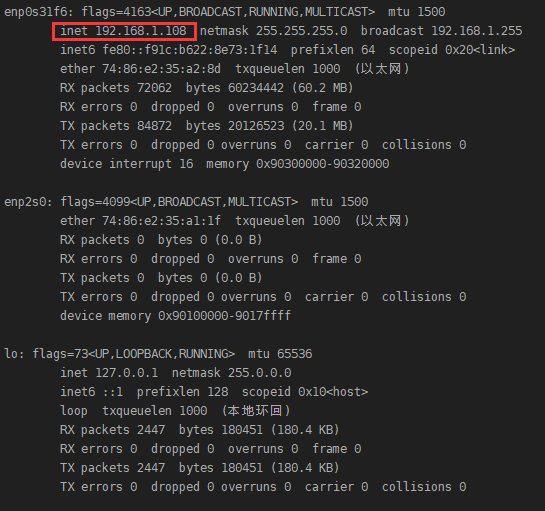 enp0s31f6: flags=4163<UP,BROADCAST,RUNNING,MULTICAST>  mtu 1500
        inet 192.168.1.108  netmask 255.255.255.0  broadcast 192.168.1.255
        inet6 fe80::f91c:b622:8e73:1f14  prefixlen 64  scopeid 0x20<link>
        ether 74:86:e2:35:a2:8d  txqueuelen 1000  (以太网)
        RX packets 72062  bytes 60234442 (60.2 MB)
        RX errors 0  dropped 0  overruns 0  frame 0
        TX packets 84872  bytes 20126523 (20.1 MB)
        TX errors 0  dropped 0 overruns 0  carrier 0  collisions 0
        device interrupt 16  memory 0x90300000-90320000

enp2s0: flags=4099<UP,BROADCAST,MULTICAST>  mtu 1500
        ether 74:86:e2:35:a1:1f  txqueuelen 1000  (以太网)
        RX packets 0  bytes 0 (0.0 B)
        RX errors 0  dropped 0  overruns 0  frame 0
        TX packets 0  bytes 0 (0.0 B)
        TX errors 0  dropped 0 overruns 0  carrier 0  collisions 0
        device memory 0x90100000-9017ffff

lo: flags=73<UP,LOOPBACK,RUNNING>  mtu 65536
        inet 127.0.0.1  netmask 255.0.0.0
        inet6 ::1  prefixlen 128  scopeid 0x10<host>
        loop  txqueuelen 1000  (本地环回)
        RX packets 2447  bytes 180451 (180.4 KB)
        RX errors 0  dropped 0  overruns 0  frame 0
        TX packets 2447  bytes 180451 (180.4 KB)
        TX errors 0  dropped 0 overruns 0  carrier 0  collisions 0